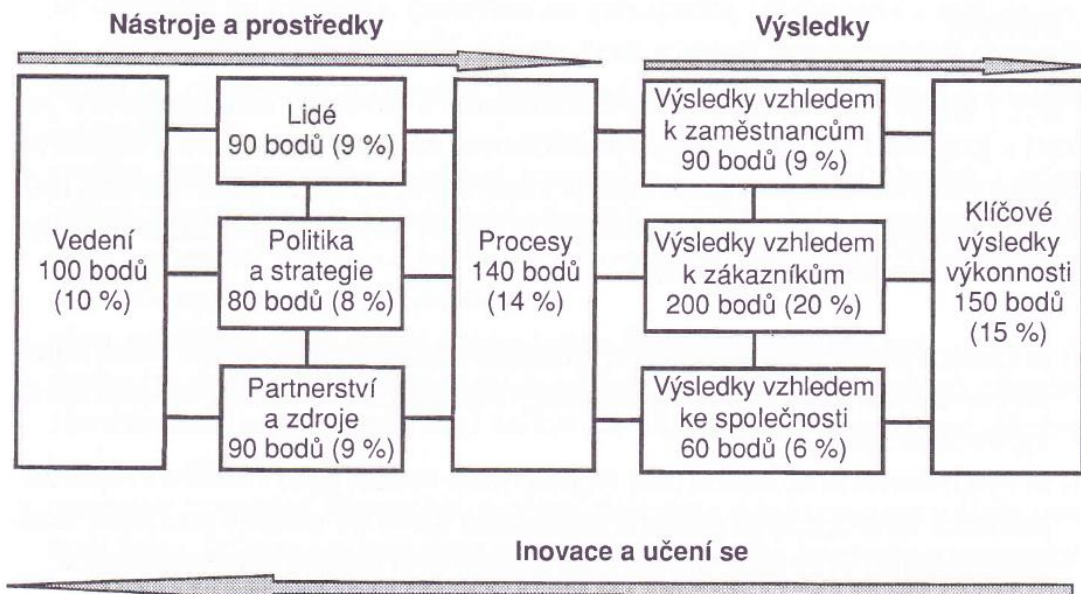 Nástroje a prostředky
Výsledky
Vedení
100 bodů
(10 %)
Lidé
90 bodů (9 %)
Politika
a strategie
80 bodů (8 %)
Partnerství
a zdroje
90 bodů (9 %)
Procesy
140 bodů
(14 %)
Výsledky vzhledem
k zaměstnancům
90 bodů (9 %)
Výsledky vzhledem
k zákazníkům
200 bodů (20 %)
Výsledky vzhledem
ke společnosti
60 bodů (6 %)
Klíčové
výsledky
výkonnosti
150 bodů
(15 %)
Inovace a učení se